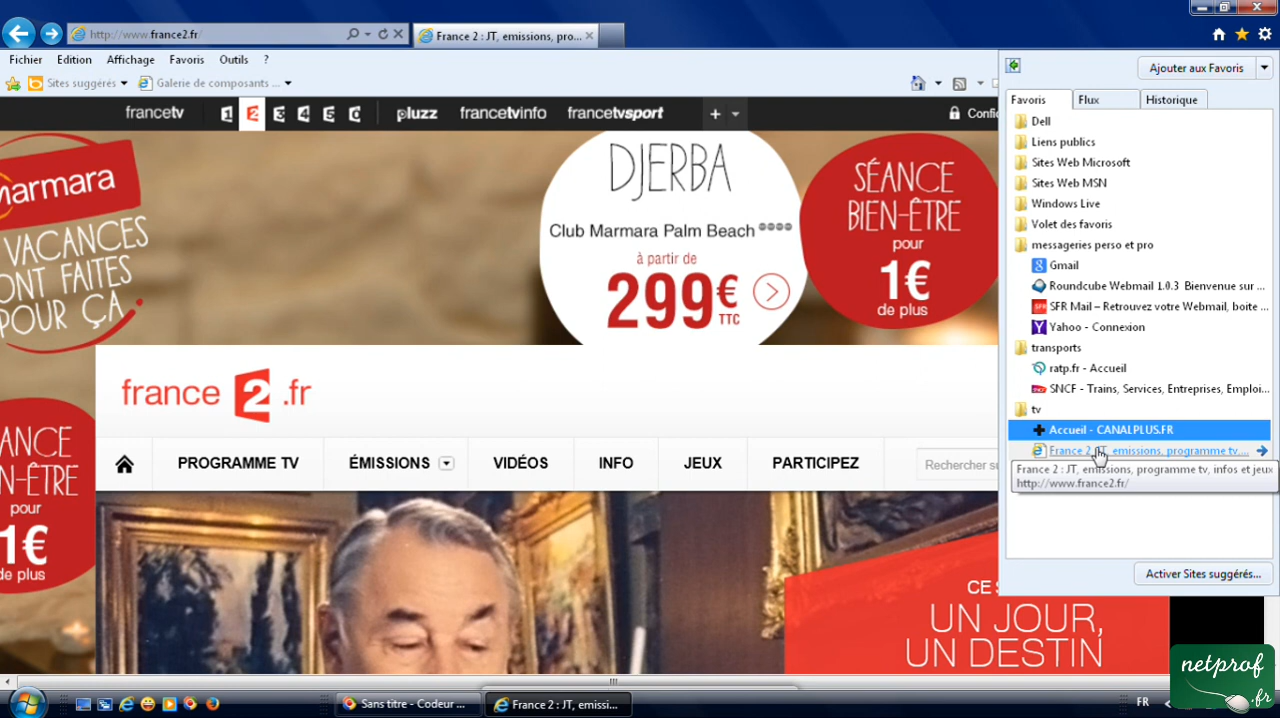 http://www.france2.fr/
France 2 : JT, emissions, pro...
Fichier Edition Affichage Favoris Outils ?
Sites suggérés
Galerie de composants ...
Ajouter aux Favoris
Favoris Flux Historique
Dell
Liens publics
Sites Web Microsoft
Sites Web MSN
Windows Live
Volet des favoris
messageries perso et pro
Gmail
Roundcube Webmail 1.0.3 Bienvenue sur ...
SFR Mail – Retrouvez votre Webmail, boite ...
Yahoo - Connexion
transports
ratp.fr - Accueil
SNCF - Trains, Services, Entreprises, Emploi...
tv
Accueil - CANALPLUS.FR
France 2 : JT, emissions, programme tv,...
France 2 : JT, emissions, programme tv, infos et jeux
http://www.france2.fr/
Activer Sites suggérés...
francetv 1 2 3 4 5 ô pluzz francetvinfo francetvsport +
Marmara
VACANCES
ONT FAITES
POUR ÇA
DJERBA
Club Marmara Palm Beach
à partir de
299€
TTC
SÉANCE
BIEN-ÊTRE
pour
1€
de plus
ANCE
N-ÊTRE
pour
1€
de plus
france 2 .fr
PROGRAMME TV ÉMISSIONS VIDÉOS INFO JEUX PARTICIPEZ
Rechercher
UN JOUR,
UN DESTIN
netprof
.fr
Sans titre - Codeur ...
France 2 : JT, emissi...
FR